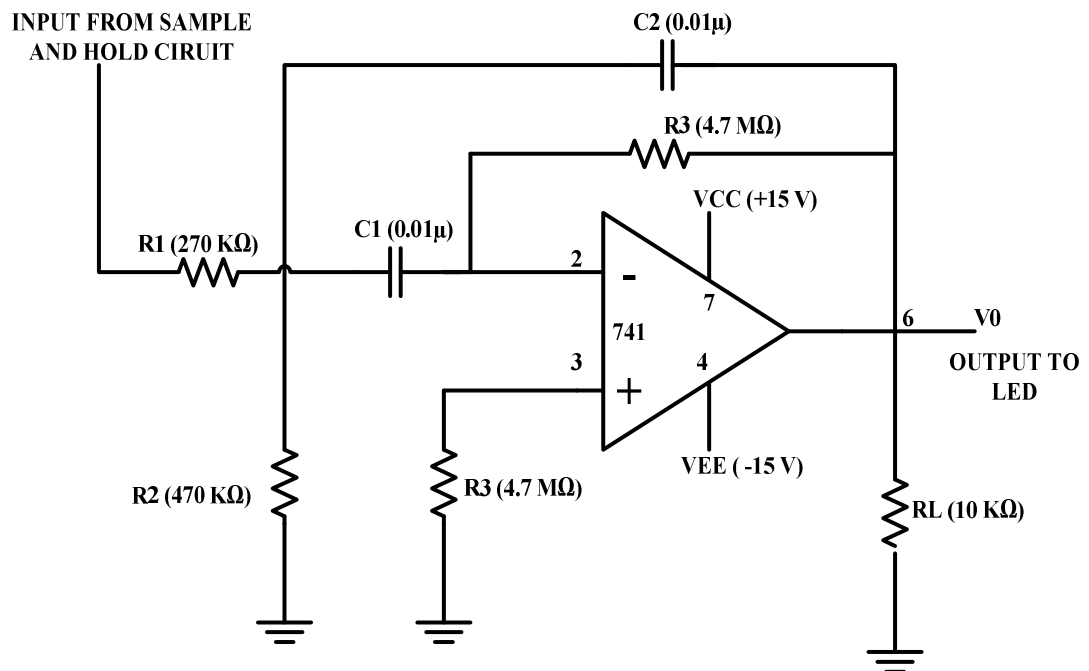 INPUT FROM SAMPLE
AND HOLD CIRUIT
C2 (0.01µ)
R3 (4.7 MΩ)
VCC (+15 V)
R1 (270 KΩ)
C1 (0.01µ)
2
-
7
741
6
V0
3
4
+
OUTPUT TO
LED
VEE ( -15 V)
R2 (470 KΩ)
R3 (4.7 MΩ)
RL (10 KΩ)